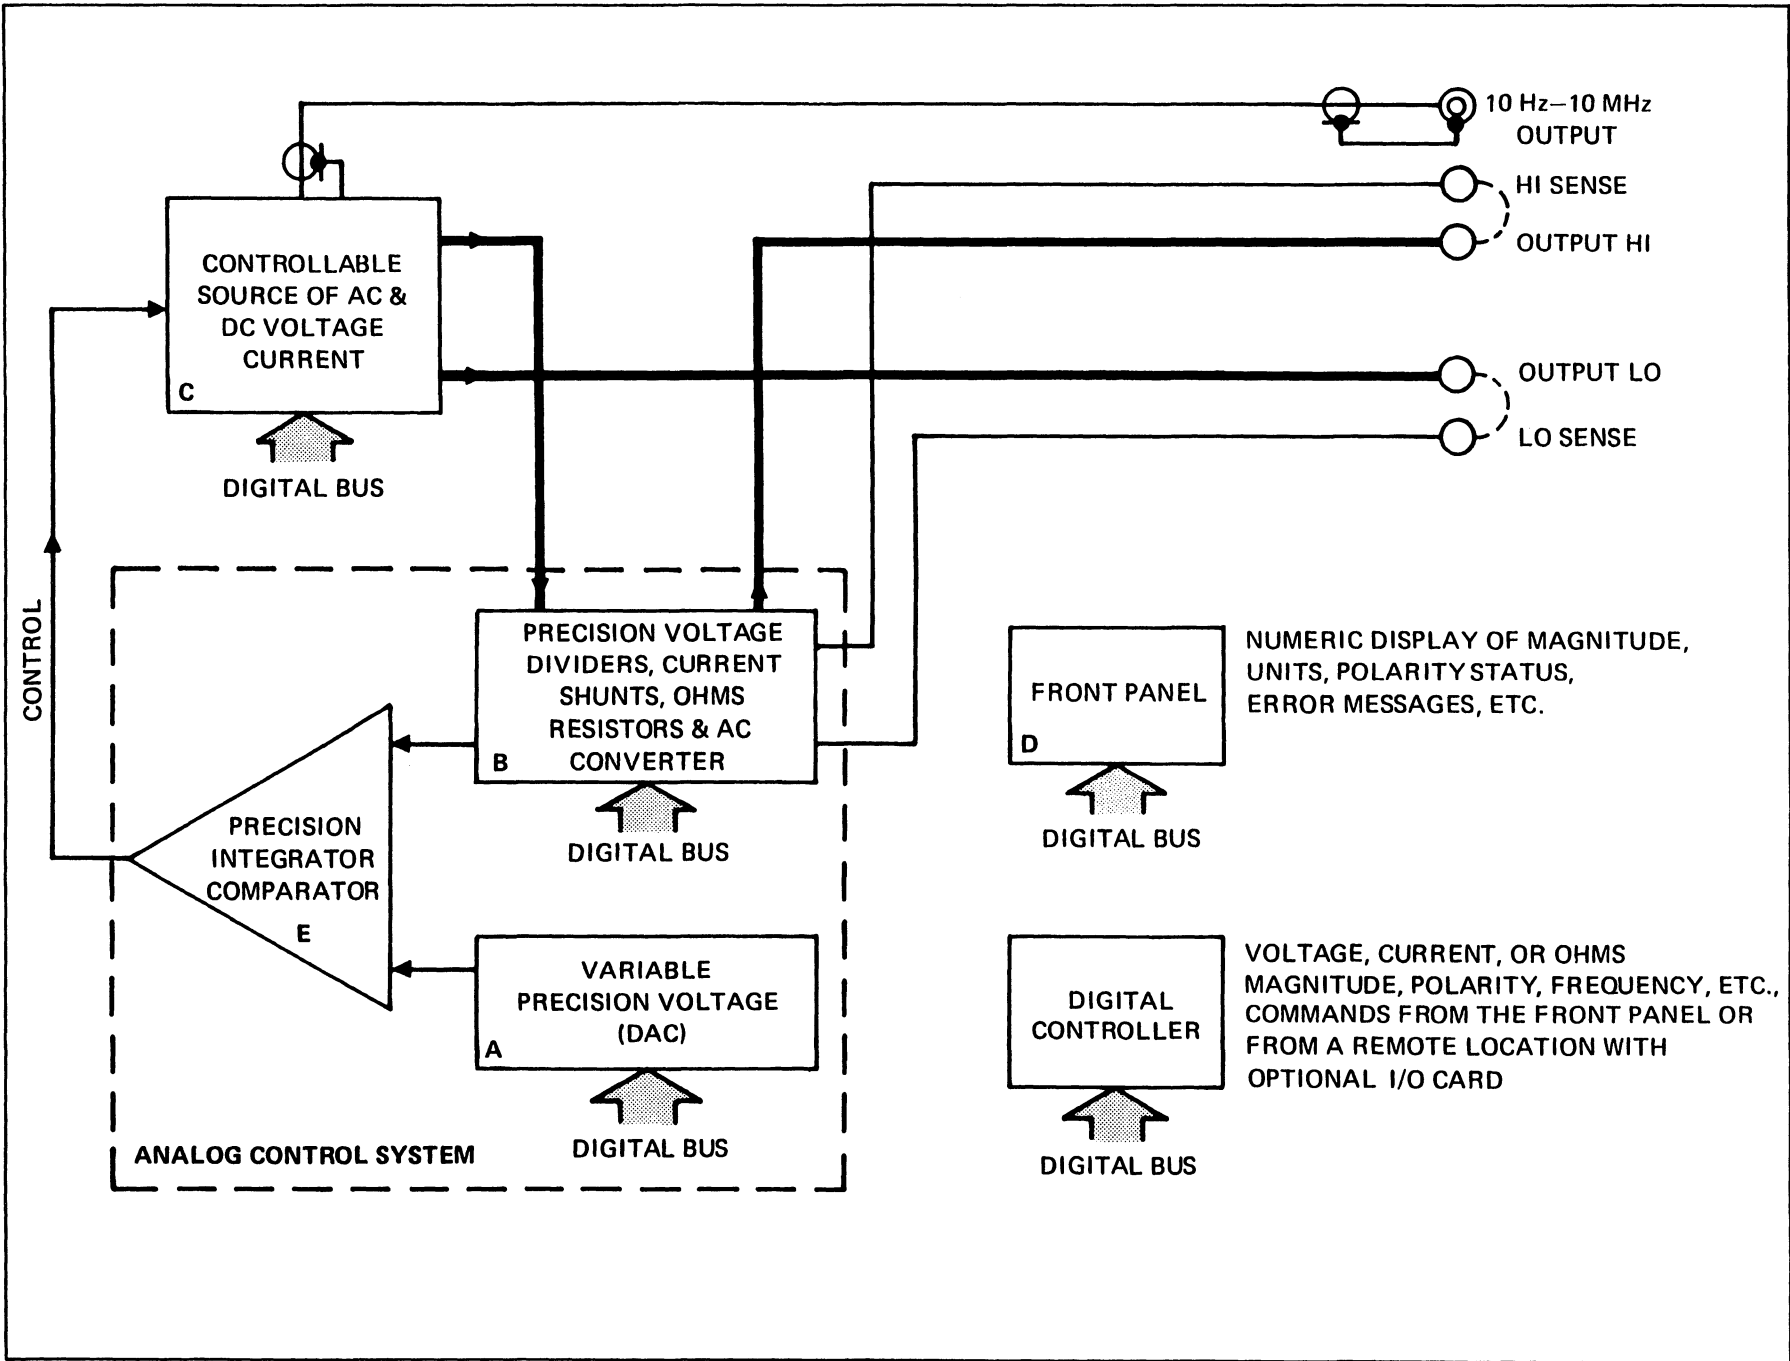 10 Hz–10 MHz
OUTPUT
HI SENSE
OUTPUT HI
OUTPUT LO
LO SENSE
CONTROLLABLE
SOURCE OF AC &
DC VOLTAGE
CURRENT
C
DIGITAL BUS
CONTROL
PRECISION VOLTAGE
DIVIDERS, CURRENT
SHUNTS, OHMS
RESISTORS & AC
CONVERTER
B
DIGITAL BUS
PRECISION
INTEGRATOR
COMPARATOR
E
VARIABLE
PRECISION VOLTAGE
(DAC)
A
DIGITAL BUS
ANALOG CONTROL SYSTEM
FRONT PANEL
D
DIGITAL BUS
NUMERIC DISPLAY OF MAGNITUDE,
UNITS, POLARITY STATUS,
ERROR MESSAGES, ETC.
DIGITAL
CONTROLLER
DIGITAL BUS
VOLTAGE, CURRENT, OR OHMS
MAGNITUDE, POLARITY, FREQUENCY, ETC.,
COMMANDS FROM THE FRONT PANEL OR
FROM A REMOTE LOCATION WITH
OPTIONAL I/O CARD